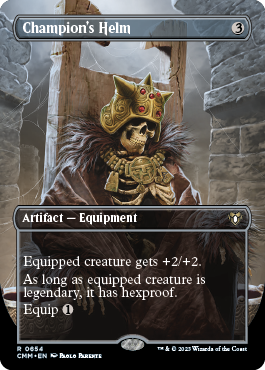 Champion's Helm 3
Artifact — Equipment
Equipped creature gets +2/+2.
As long as equipped creature is
legendary, it has hexproof.
Equip 1
R 0654
CMM • EN Paolo Parente ™ & © 2023 Wizards of the Coast